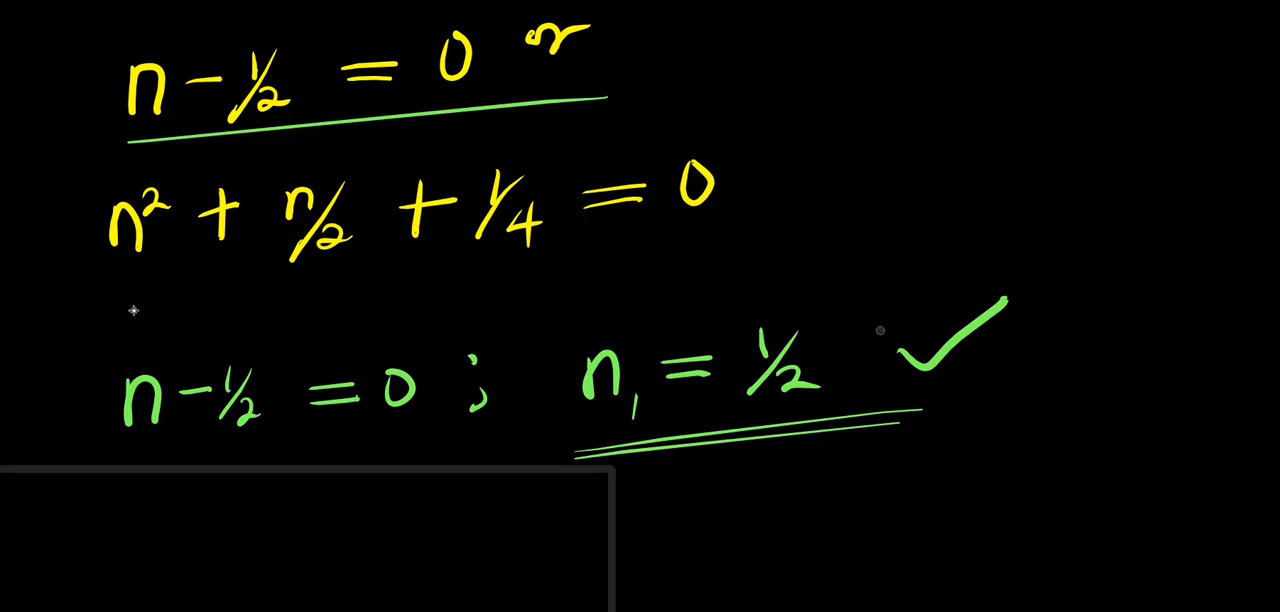 n - 1/2 = 0 or
n² + n/2 + 1/4 = 0
n - 1/2 = 0 ; n₁ = 1/2 ✓